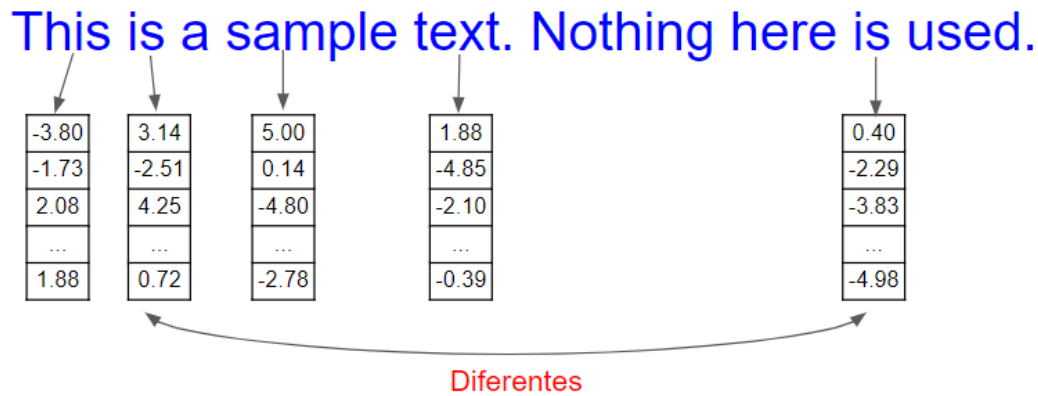 This is a sample text. Nothing here is used.
-3.80 3.14 5.00 1.88 0.40
-1.73 -2.51 0.14 -4.85 -2.29
2.08 4.25 -4.80 -2.10 -3.83
... ... ... ... ...
1.88 0.72 -2.78 -0.39 -4.98
Diferentes